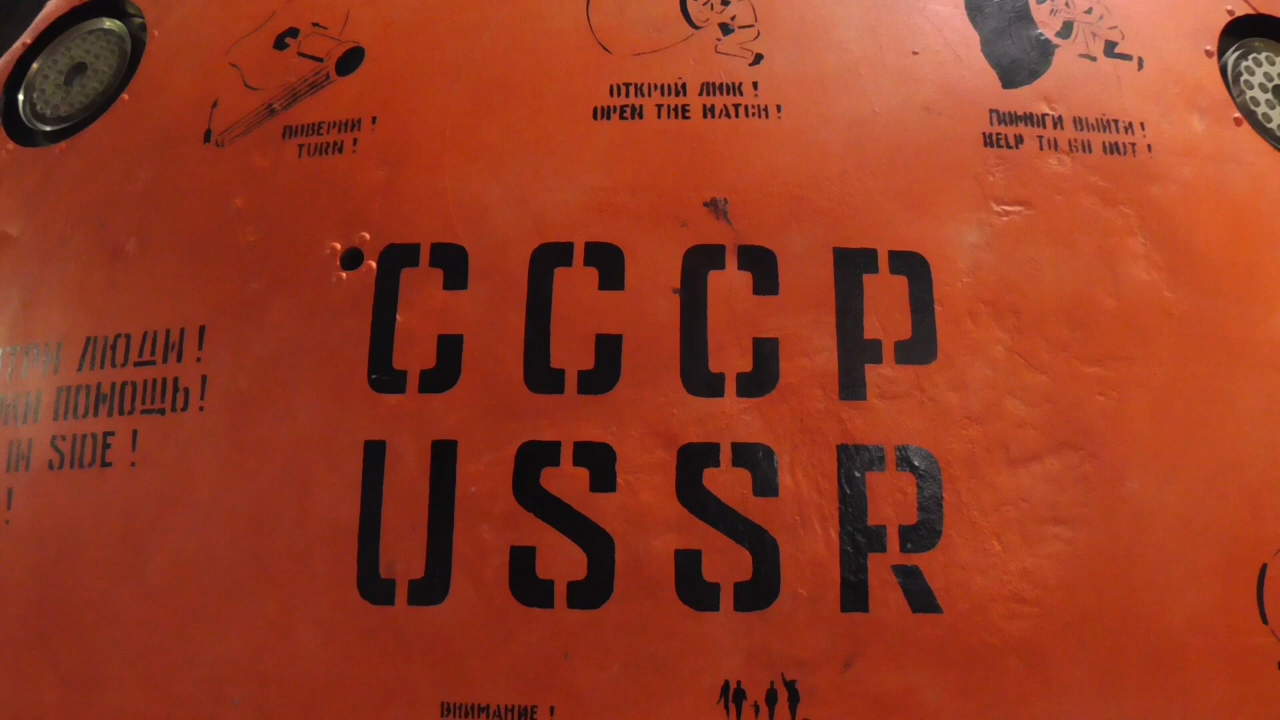 ПОВЕРНИ !
TURN !
ОТКРОЙ ЛЮК !
OPEN THE HATCH !
ПОМОГИ ВЫЙТИ !
HELP TO GO OUT !
СССР
USSR
ЛЮДИ !
ПОМОЩЬ !
IN SIDE !
!
ВНИМАНИЕ !